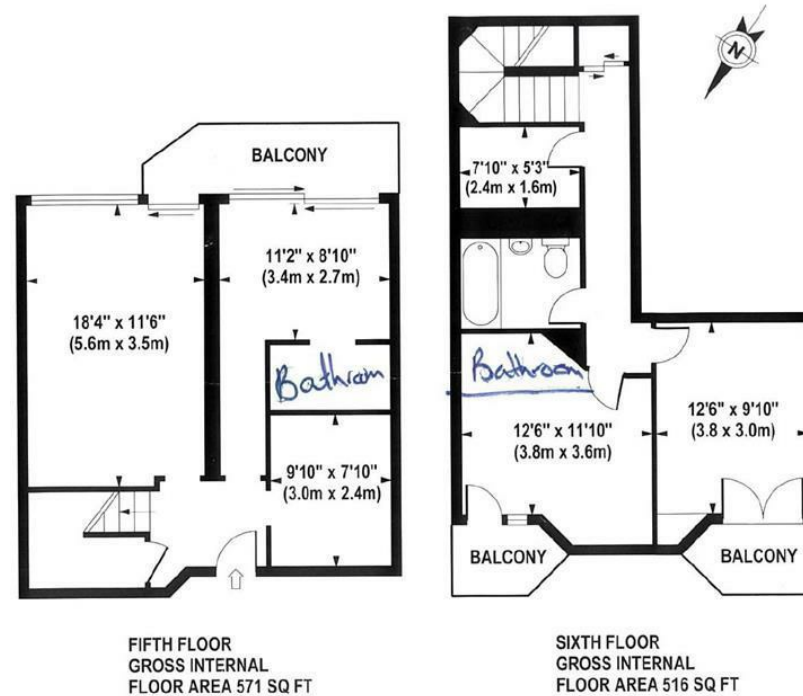 N
BALCONY
11'2" x 8'10"
(3.4m x 2.7m)
18'4" x 11'6"
(5.6m x 3.5m)
Bathroom
9'10" x 7'10"
(3.0m x 2.4m)
FIFTH FLOOR
GROSS INTERNAL
FLOOR AREA 571 SQ FT
7'10" x 5'3"
(2.4m x 1.6m)
Bathroom
12'6" x 11'10"
(3.8m x 3.6m)
12'6" x 9'10"
(3.8 x 3.0m)
BALCONY
BALCONY
SIXTH FLOOR
GROSS INTERNAL
FLOOR AREA 516 SQ FT